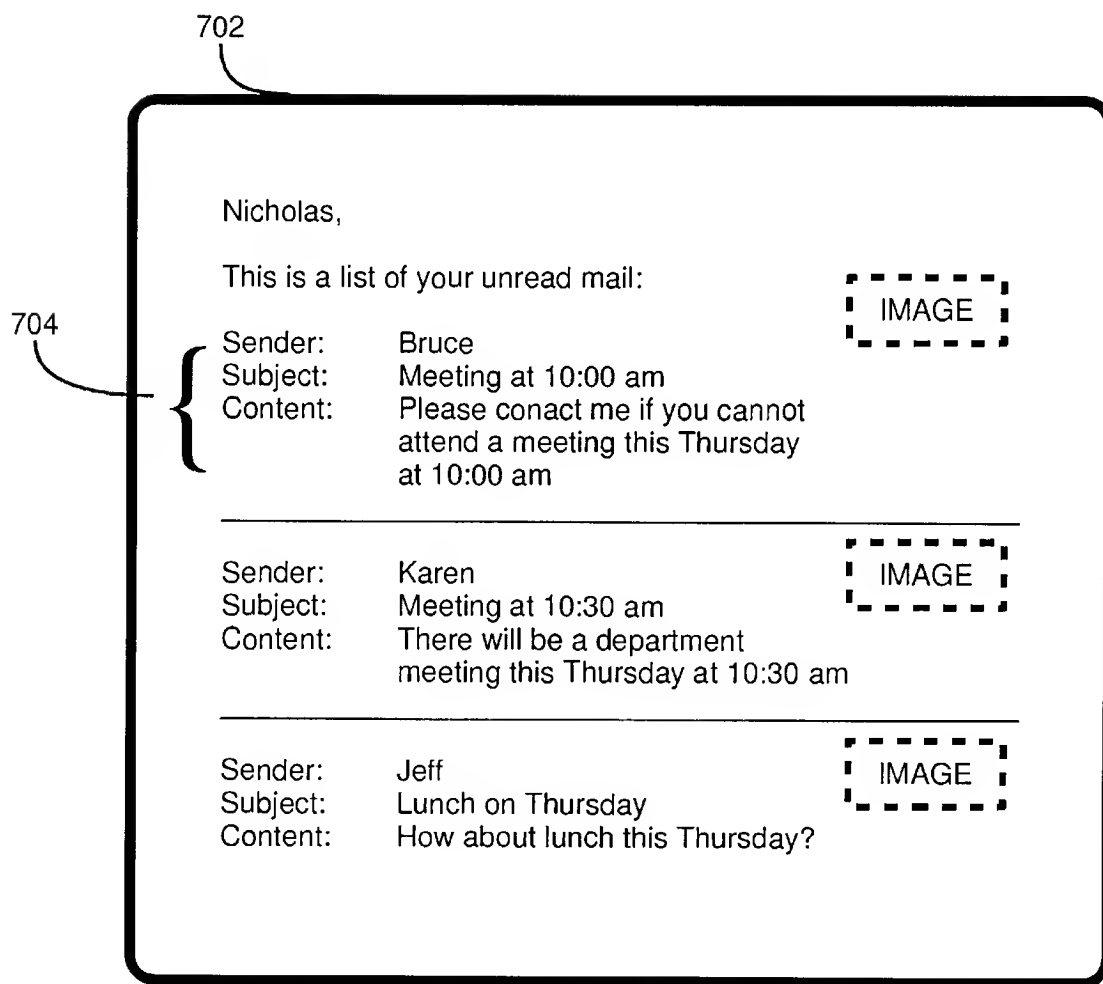 702
Nicholas,
This is a list of your unread mail:
IMAGE
704
Sender: Bruce
Subject: Meeting at 10:00 am
Content: Please conact me if you cannot
attend a meeting this Thursday
at 10:00 am
IMAGE
Sender: Karen
Subject: Meeting at 10:30 am
Content: There will be a department
meeting this Thursday at 10:30 am
IMAGE
Sender: Jeff
Subject: Lunch on Thursday
Content: How about lunch this Thursday?